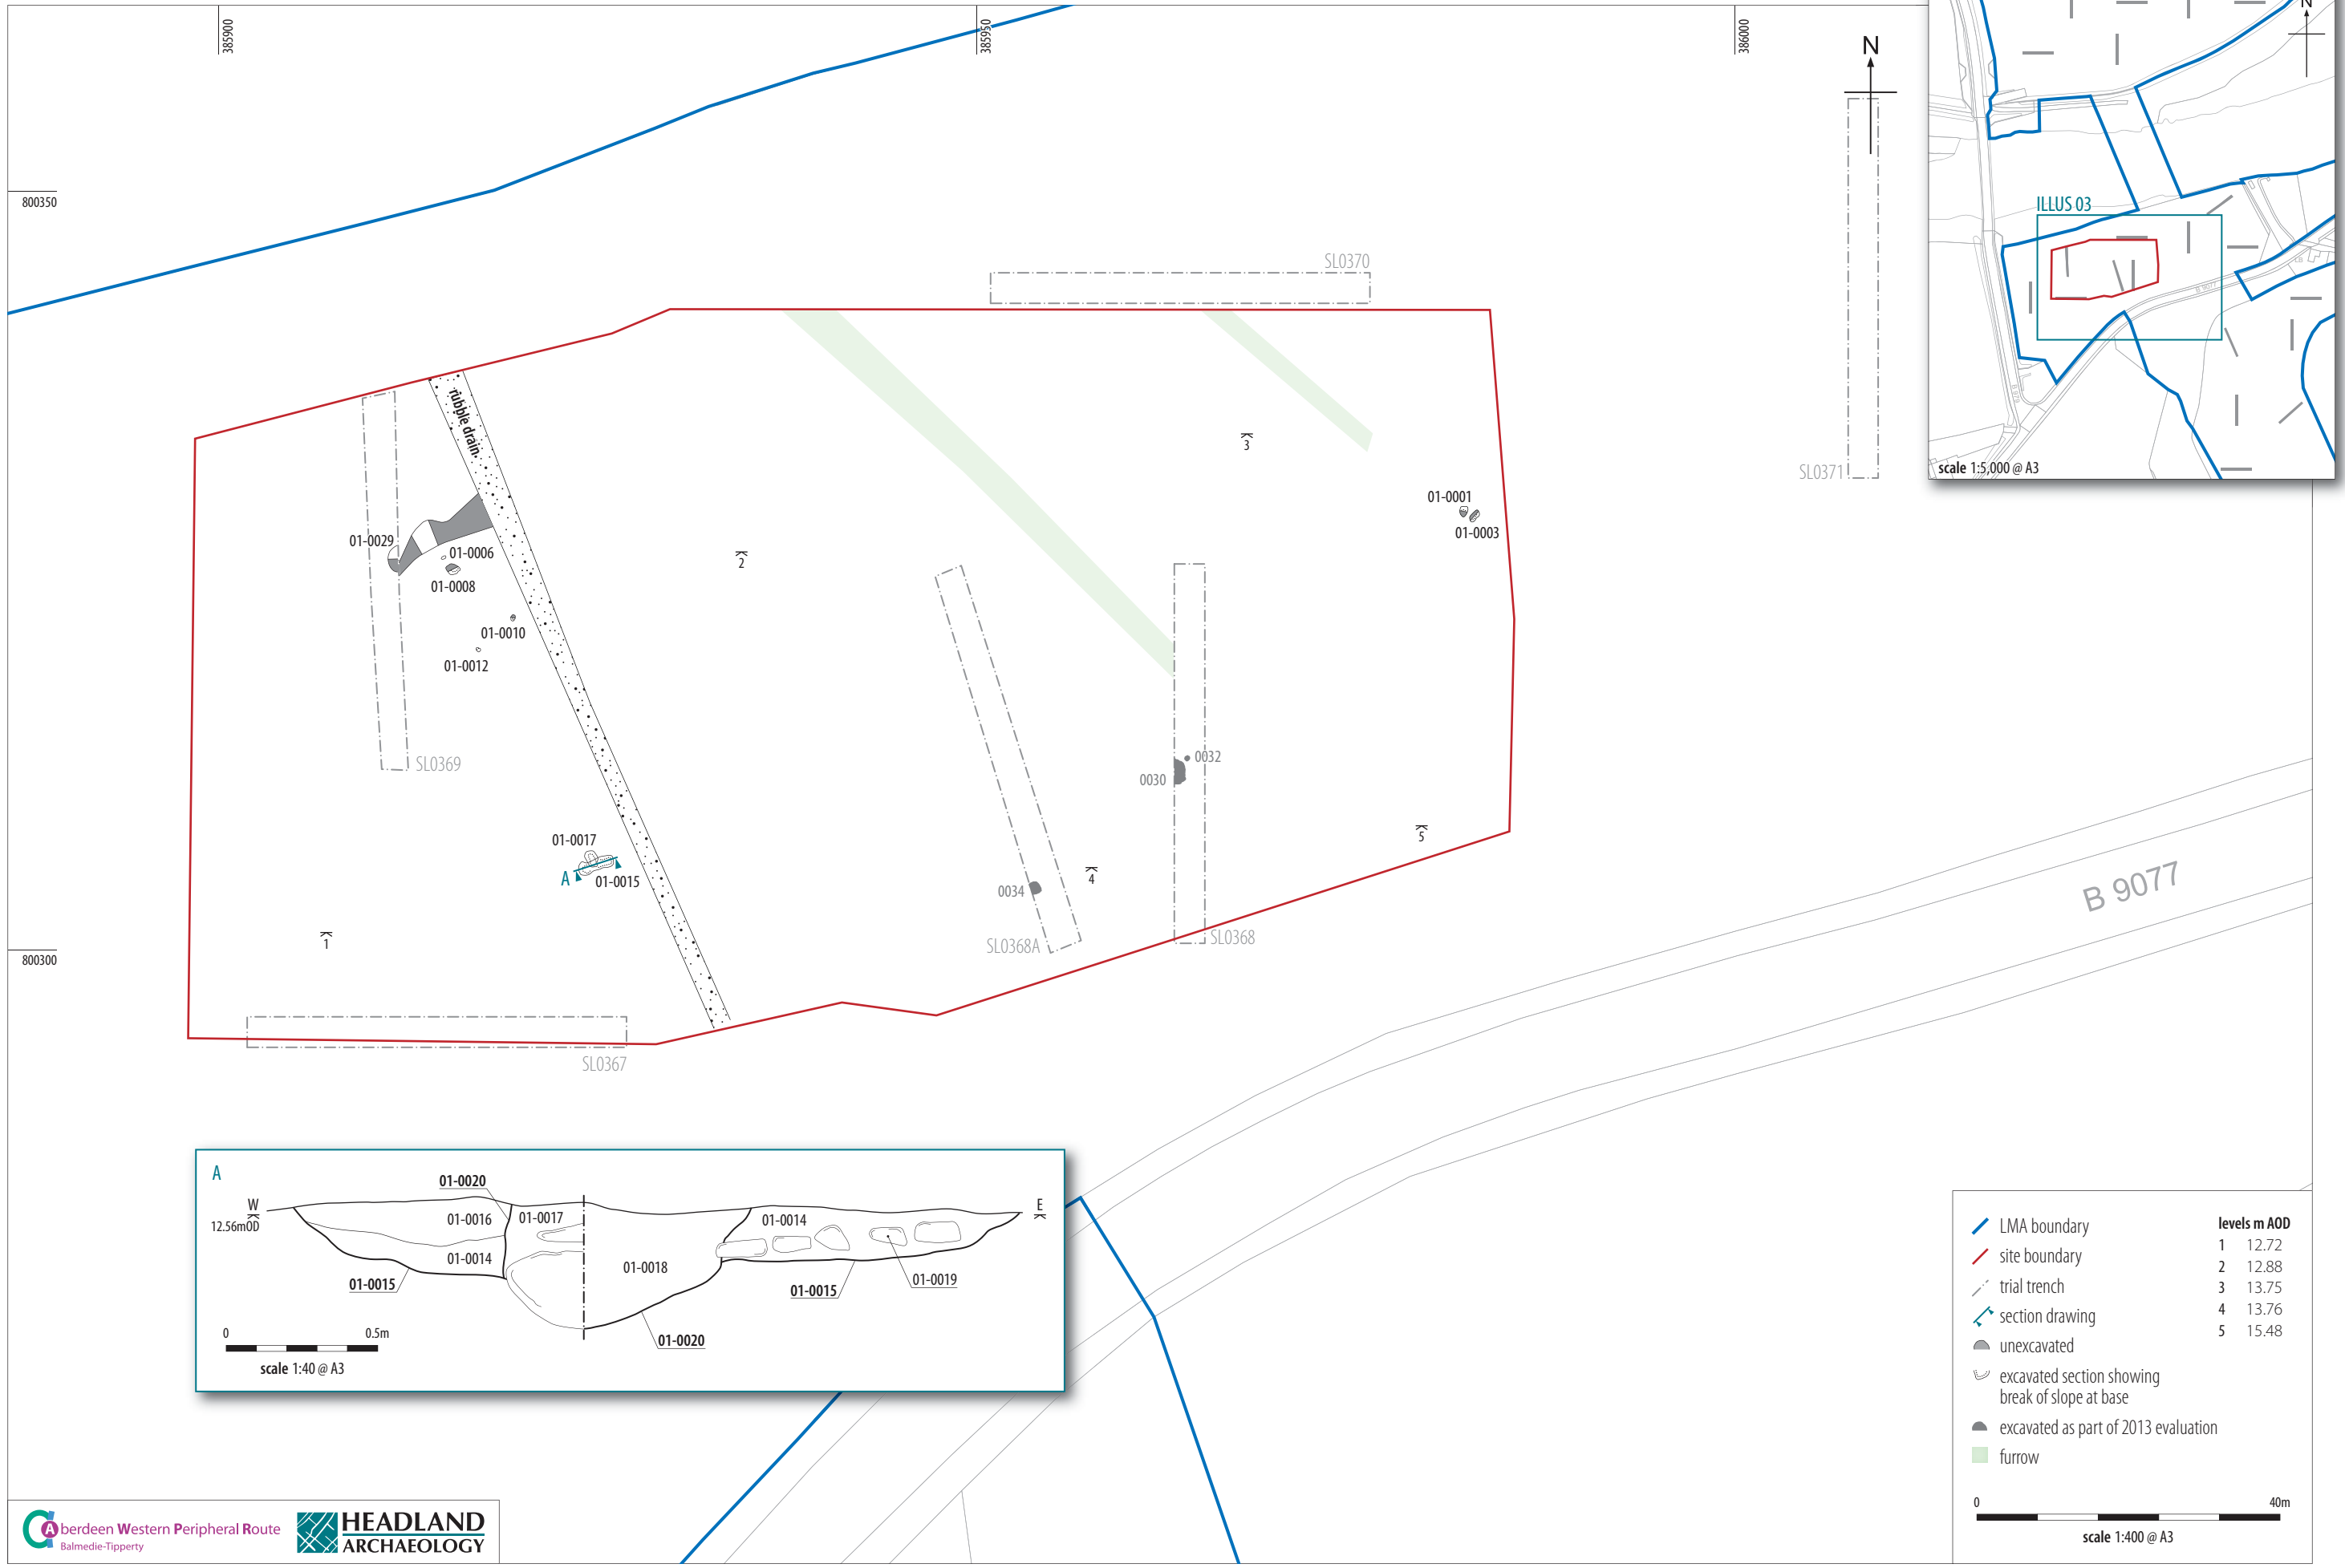 385900
385950
386000
N
N
800350
800300
SL0370
SL0371
rubble drain
3
01-0001
01-0003
01-0029
01-0006
01-0008
2
01-0010
01-0012
SL0369
0032
0030
5
01-0017
A
01-0015
4
0034
SL0368A
SL0368
1
SL0367
B 9077
ILLUS 03
B 9077
scale 1:5,000 @ A3
A
W
12.56mOD
01-0020
01-0016
01-0017
01-0014
01-0014
01-0018
01-0015
01-0015
01-0019
01-0020
E
0 0.5m
scale 1:40 @ A3
LMA boundary
site boundary
trial trench
section drawing
unexcavated
excavated section showing
break of slope at base
excavated as part of 2013 evaluation
furrow
levels m AOD
1 12.72
2 12.88
3 13.75
4 13.76
5 15.48
0 40m
scale 1:400 @ A3
Aberdeen Western Peripheral Route
Balmedie-Tipperty
HEADLAND
ARCHAEOLOGY